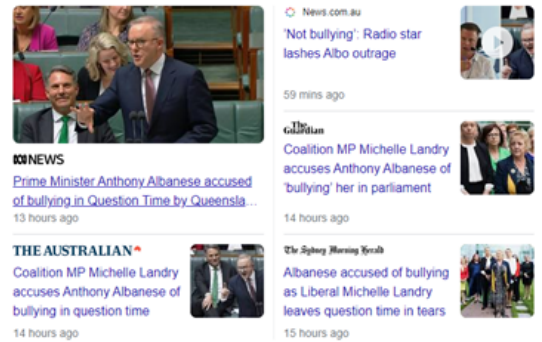 ABC NEWS
Prime Minister Anthony Albanese accused
of bullying in Question Time by Queensla...
13 hours ago
THE AUSTRALIAN
Coalition MP Michelle Landry
accuses Anthony Albanese of
bullying in question time
14 hours ago
News.com.au
'Not bullying': Radio star
lashes Albo outrage
59 mins ago
The
Guardian
Coalition MP Michelle Landry
accuses Anthony Albanese of
'bullying' her in parliament
14 hours ago
The Sydney Morning Herald
Albanese accused of bullying
as Liberal Michelle Landry
leaves question time in tears
15 hours ago